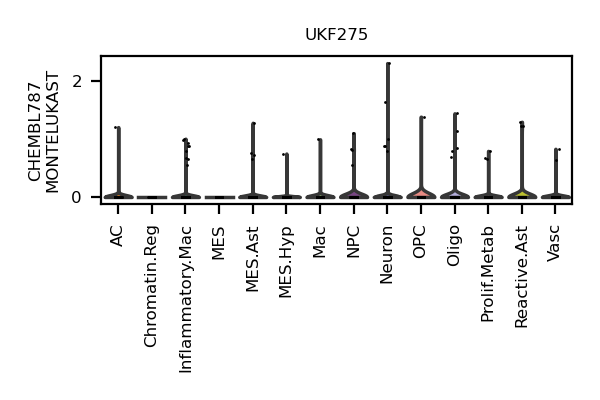 UKF275
CHEMBL787
MONTELUKAST
2
0
AC
Chromatin.Reg
Inflammatory.Mac
MES
MES.Ast
MES.Hyp
Mac
NPC
Neuron
OPC
Oligo
Prolif.Metab
Reactive.Ast
Vasc